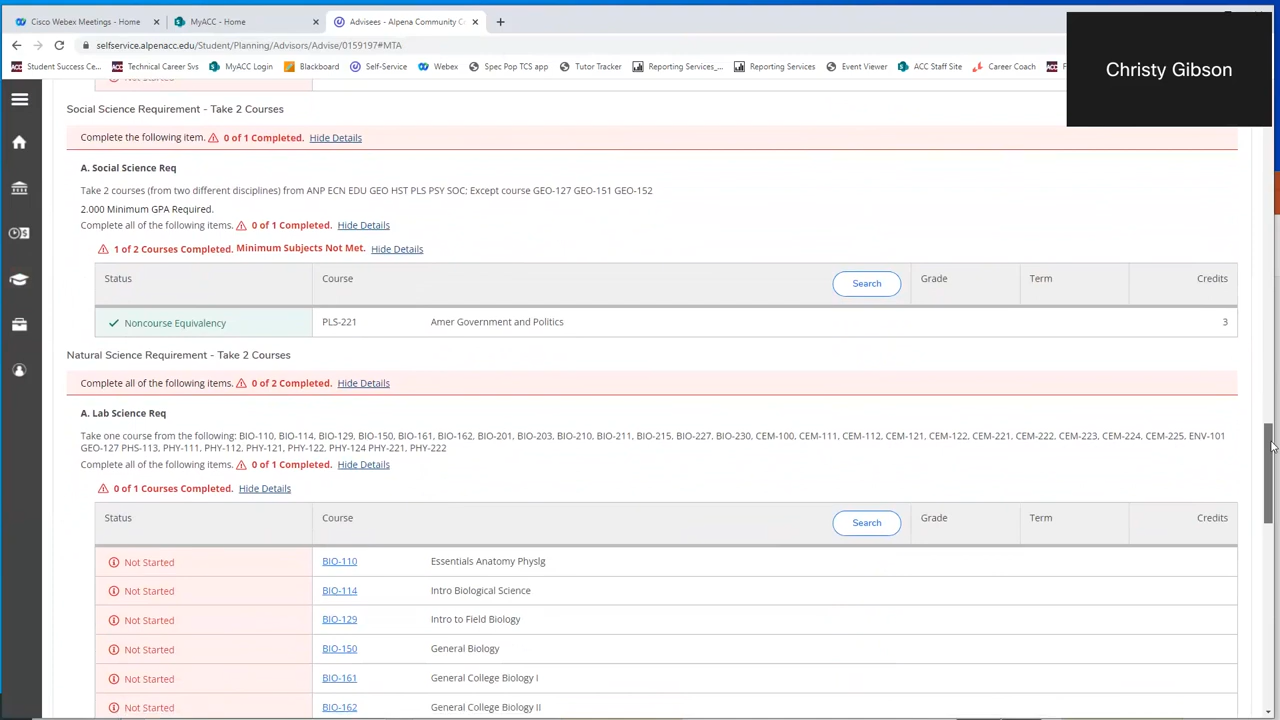 Cisco Webex Meetings - Home
MyACC - Home
Advisees - Alpena Community C
selfservice.alpenacc.edu/Student/Planning/Advisors/Advise/0159197#MTA
Student Success Ce...
Technical Career Svs
MyACC Login
Blackboard
Self-Service
Webex
Spec Pop TCS app
Tutor Tracker
Reporting Services_...
Reporting Services
Event Viewer
ACC Staff Site
Career Coach
Christy Gibson
Not Started
Social Science Requirement - Take 2 Courses
Complete the following item. 0 of 1 Completed. Hide Details
A. Social Science Req
Take 2 courses (from two different disciplines) from ANP ECN EDU GEO HST PLS PSY SOC; Except course GEO-127 GEO-151 GEO-152
2.000 Minimum GPA Required.
Complete all of the following items. 0 of 1 Completed. Hide Details
1 of 2 Courses Completed. Minimum Subjects Not Met. Hide Details
Status Course Search Grade Term Credits
Noncourse Equivalency PLS-221 Amer Government and Politics 3
Natural Science Requirement - Take 2 Courses
Complete all of the following items. 0 of 2 Completed. Hide Details
A. Lab Science Req
Take one course from the following: BIO-110, BIO-114, BIO-129, BIO-150, BIO-161, BIO-162, BIO-201, BIO-203, BIO-210, BIO-211, BIO-215, BIO-227, BIO-230, CEM-100, CEM-111, CEM-112, CEM-121, CEM-122, CEM-221, CEM-222, CEM-223, CEM-224, CEM-225, ENV-101
GEO-127 PHS-113, PHY-111, PHY-112, PHY-121, PHY-122, PHY-124 PHY-221, PHY-222
Complete all of the following items. 0 of 1 Completed. Hide Details
0 of 1 Courses Completed. Hide Details
Status Course Search Grade Term Credits
Not Started BIO-110 Essentials Anatomy Physlg
Not Started BIO-114 Intro Biological Science
Not Started BIO-129 Intro to Field Biology
Not Started BIO-150 General Biology
Not Started BIO-161 General College Biology I
Not Started BIO-162 General College Biology II